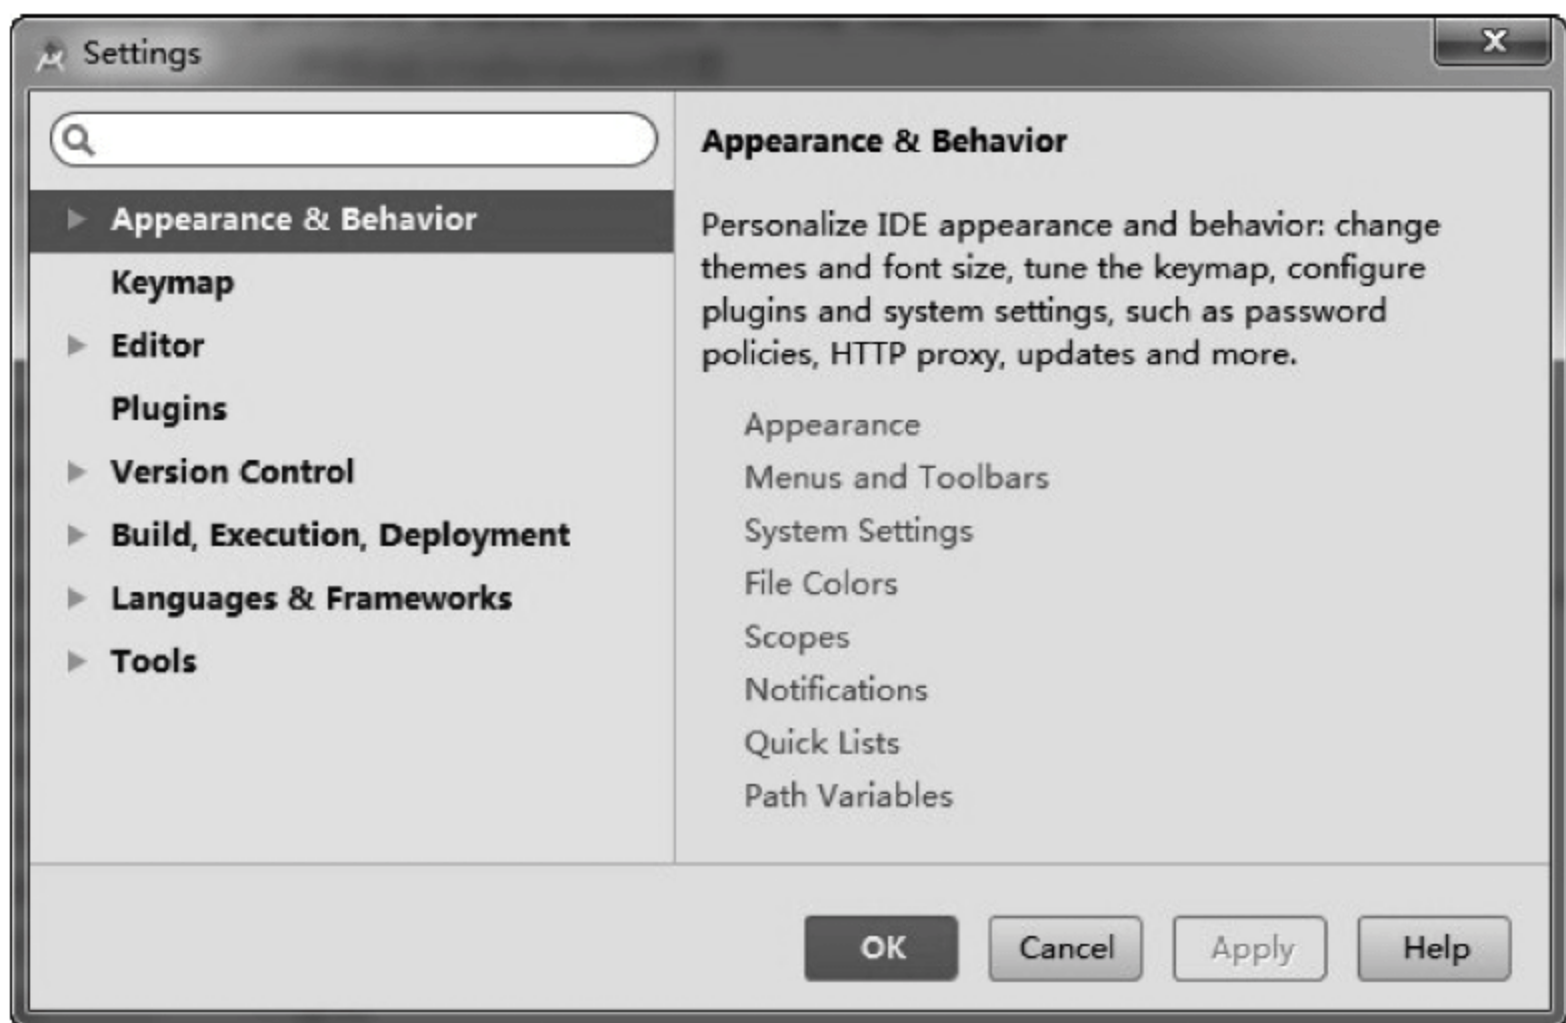 Settings
Appearance & Behavior
Keymap
Editor
Plugins
Version Control
Build, Execution, Deployment
Languages & Frameworks
Tools
Appearance & Behavior
Personalize IDE appearance and behavior: change
themes and font size, tune the keymap, configure
plugins and system settings, such as password
policies, HTTP proxy, updates and more.
Appearance
Menus and Toolbars
System Settings
File Colors
Scopes
Notifications
Quick Lists
Path Variables
OK
Cancel
Apply
Help